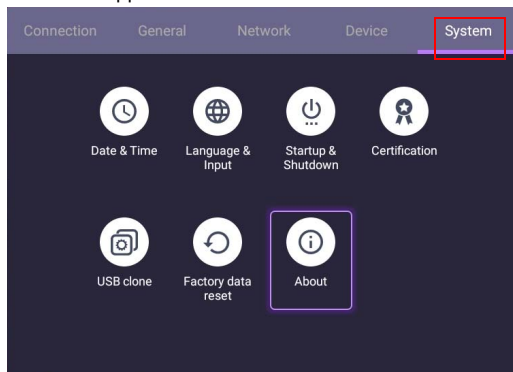 Connection General Network Device System
Date & Time Language & Input Startup & Shutdown Certification
USB clone Factory data reset About